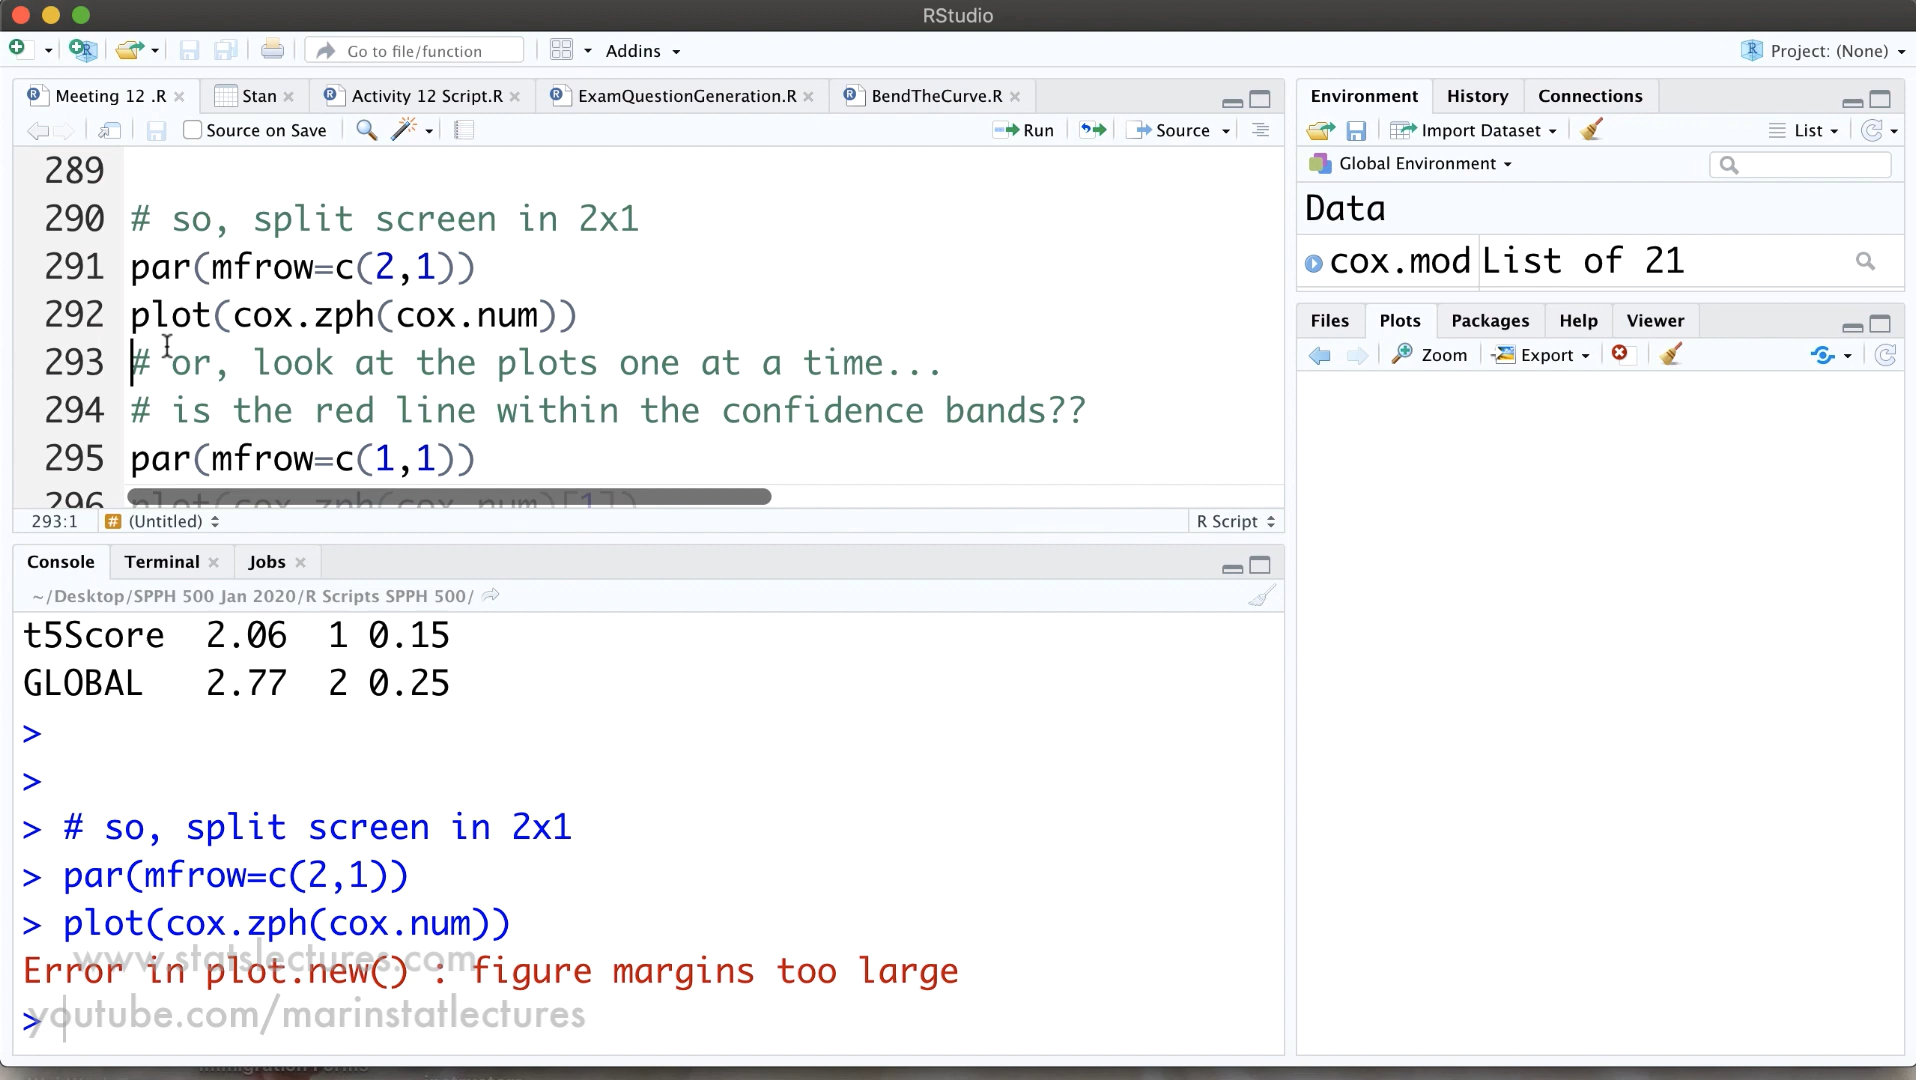 RStudio
Go to file/function
Addins
Project: (None)
Meeting 12 .R
Stan
Activity 12 Script.R
ExamQuestionGeneration.R
BendTheCurve.R
Source on Save
Run
Source
289
290 # so, split screen in 2x1
291 par(mfrow=c(2,1))
292 plot(cox.zph(cox.num))
293 # or, look at the plots one at a time...
294 # is the red line within the confidence bands??
295 par(mfrow=c(1,1))
296 plot(cox.zph(cox.num)[1])
293:1
(Untitled)
R Script
Console
Terminal
Jobs
~/Desktop/SPPH 500 Jan 2020/R Scripts SPPH 500/
t5Score 2.06 1 0.15
GLOBAL 2.77 2 0.25
>
>
> # so, split screen in 2x1
> par(mfrow=c(2,1))
> plot(cox.zph(cox.num))
www.statslectures.com
Error in plot.new() : figure margins too large
>
youtube.com/marinstatlectures
Environment
History
Connections
Import Dataset
List
Global Environment
Data
cox.mod List of 21
Files
Plots
Packages
Help
Viewer
Zoom
Export